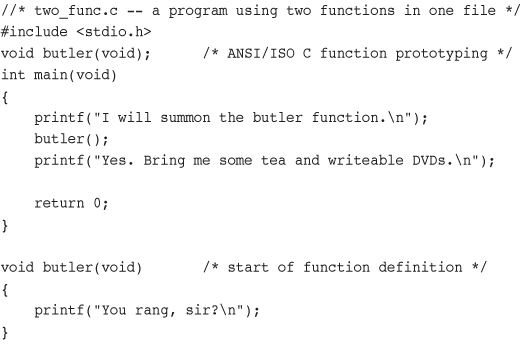 //* two_func.c -- a program using two functions in one file */
#include <stdio.h>
void butler(void);      /* ANSI/ISO C function prototyping */
int main(void)
{
    printf("I will summon the butler function.\n");
    butler();
    printf("Yes. Bring me some tea and writeable DVDs.\n");

    return 0;
}

void butler(void)       /* start of function definition */
{
    printf("You rang, sir?\n");
}